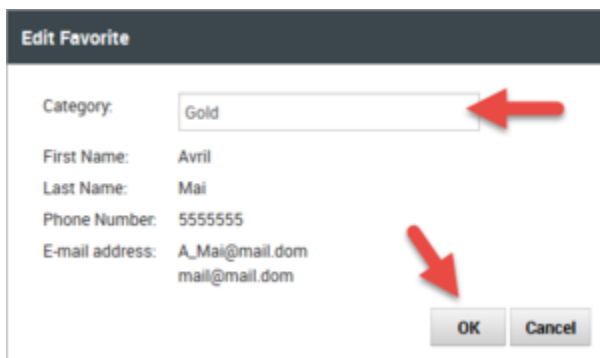 Edit Favorite
Category: Gold
First Name: Avril
Last Name: Mai
Phone Number: 5555555
E-mail address: A_Mai@mail.dom
mail@mail.dom
OK Cancel